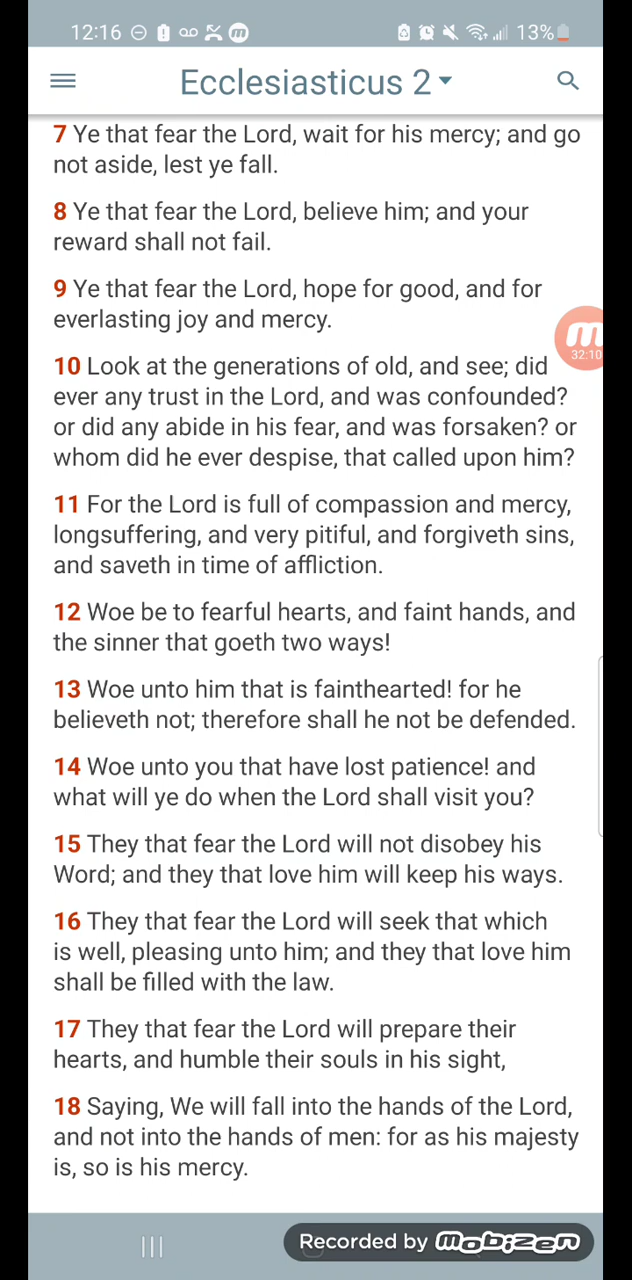 12:16
13%
Ecclesiasticus 2
7 Ye that fear the Lord, wait for his mercy; and go
not aside, lest ye fall.
8 Ye that fear the Lord, believe him; and your
reward shall not fail.
9 Ye that fear the Lord, hope for good, and for
everlasting joy and mercy.
32:10
10 Look at the generations of old, and see; did
ever any trust in the Lord, and was confounded?
or did any abide in his fear, and was forsaken? or
whom did he ever despise, that called upon him?
11 For the Lord is full of compassion and mercy,
longsuffering, and very pitiful, and forgiveth sins,
and saveth in time of affliction.
12 Woe be to fearful hearts, and faint hands, and
the sinner that goeth two ways!
13 Woe unto him that is fainthearted! for he
believeth not; therefore shall he not be defended.
14 Woe unto you that have lost patience! and
what will ye do when the Lord shall visit you?
15 They that fear the Lord will not disobey his
Word; and they that love him will keep his ways.
16 They that fear the Lord will seek that which
is well, pleasing unto him; and they that love him
shall be filled with the law.
17 They that fear the Lord will prepare their
hearts, and humble their souls in his sight,
18 Saying, We will fall into the hands of the Lord,
and not into the hands of men: for as his majesty
is, so is his mercy.
Recorded by mobizen